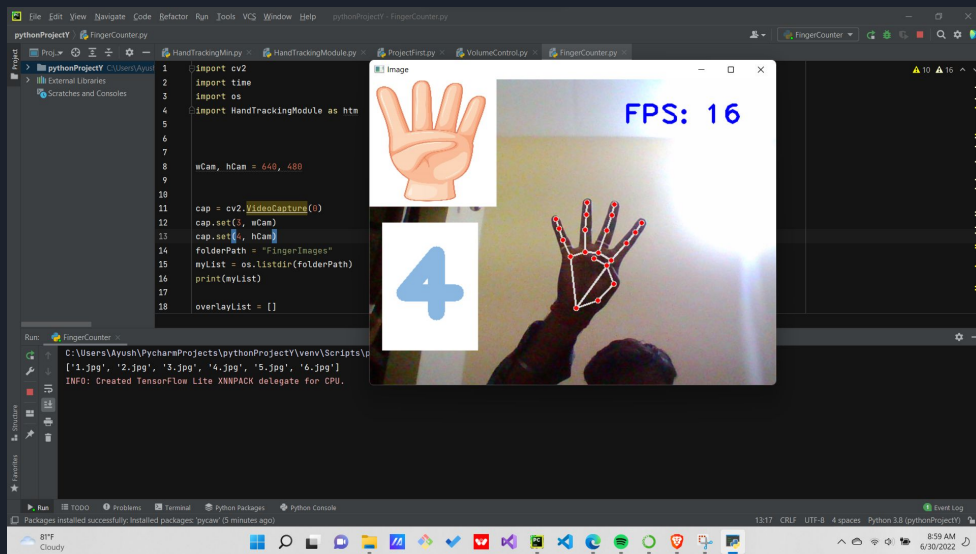 File Edit View Navigate Code Refactor Run Tools VCS Window Help pythonProjectY - FingerCounter.py
pythonProjectY FingerCounter.py FingerCounter
Project
Proj... HandTrackingMin.py HandTrackingModule.py ProjectFirst.py VolumeControl.py FingerCounter.py
pythonProjectY C:\Users\Ayush
External Libraries
Scratches and Consoles
10 16
1 import cv2
2 import time
3 import os
4 import HandTrackingModule as htm
5
6
7
8 wCam, hCam = 640, 480
9
10
11 cap = cv2.VideoCapture(0)
12 cap.set(3, wCam)
13 cap.set(4, hCam)
14 folderPath = "FingerImages"
15 myList = os.listdir(folderPath)
16 print(myList)
17
18 overlayList = []
Image
FPS: 16
4
Run: FingerCounter
C:\Users\Ayush\PycharmProjects\pythonProjectY\venv\Scripts\p
['1.jpg', '2.jpg', '3.jpg', '4.jpg', '5.jpg', '6.jpg']
INFO: Created TensorFlow Lite XNNPACK delegate for CPU.
Structure
Favorites
Run TODO Problems Terminal Python Packages Python Console 1 Event Log
Packages installed successfully: Installed packages: 'pycaw' (5 minutes ago) 13:17 CRLF UTF-8 4 spaces Python 3.8 (pythonProjectY)
81°F
Cloudy
8:59 AM
6/30/2022